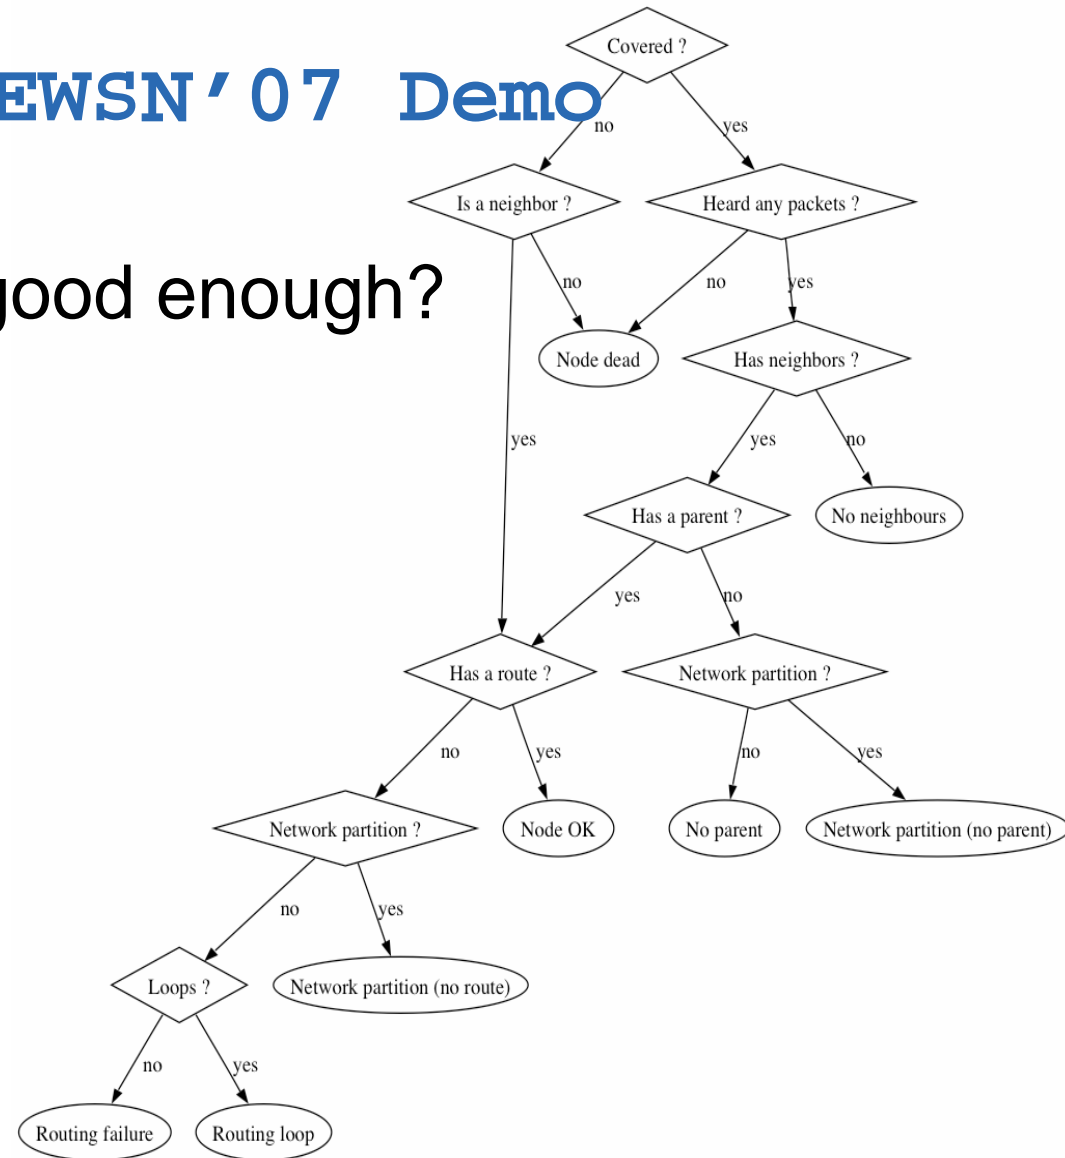 Covered ?
EWSN’07 Demo
no
yes
Is a neighbor ?
Heard any packets ?
good enough?
no
no
yes
Node dead
Has neighbors ?
yes
yes
no
Has a parent ?
No neighbours
yes
no
Has a route ?
Network partition ?
no
yes
no
yes
Network partition ?
Node OK
No parent
Network partition (no parent)
no
yes
Loops ?
Network partition (no route)
no
yes
Routing failure
Routing loop